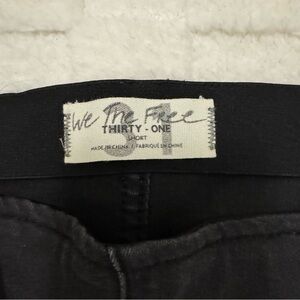 We The Free
31
THIRTY - ONE
SHORT
MADE IN CHINA / FABRIQUÉ EN CHINE